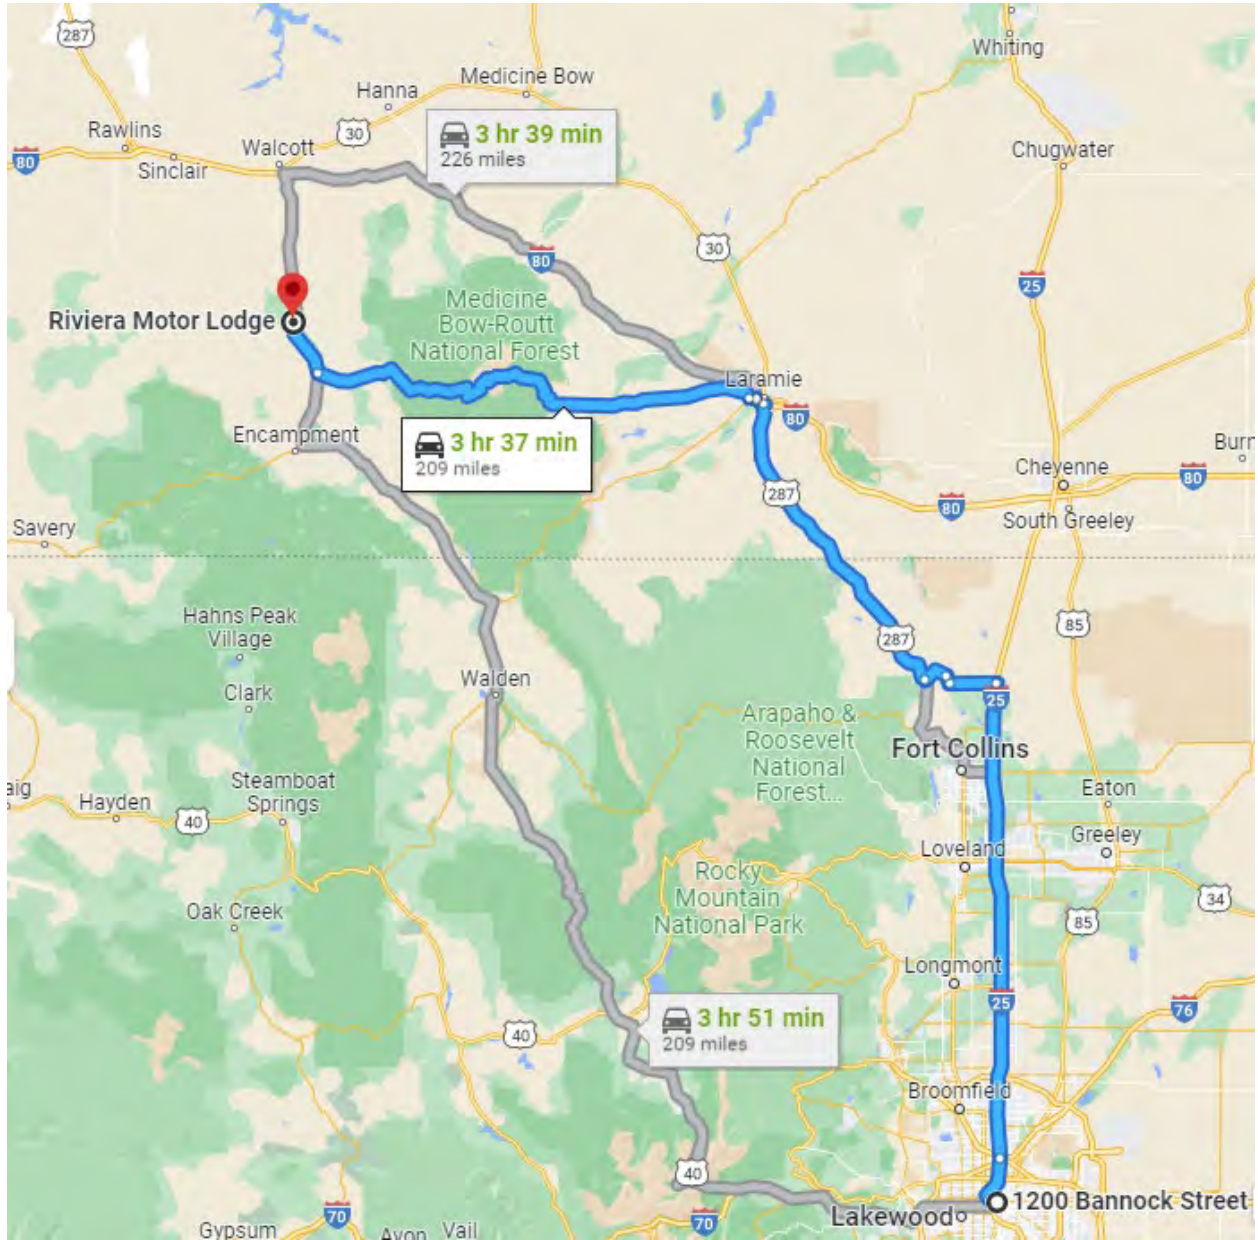 287
Whiting
Medicine Bow
Hanna
Rawlins
30
Walcott
3 hr 39 min
226 miles
80
Sinclair
Chugwater
30
80
25
Medicine
Bow-Routt
National Forest
Riviera Motor Lodge
Laramie
80
Encampment
3 hr 37 min
209 miles
Burn
Cheyenne
80
287
80
South Greeley
Savery
Hahns Peak
Village
85
287
Clark
Walden
25
Arapaho &
Roosevelt
National
Forest...
Fort Collins
Steamboat
Springs
aig
Hayden
40
Eaton
Greeley
Loveland
Rocky
Mountain
National Park
34
Oak Creek
85
Longmont
25
76
3 hr 51 min
209 miles
40
Broomfield
40
1200 Bannock Street
Lakewood
70
70
Gypsum
Avon
Vail